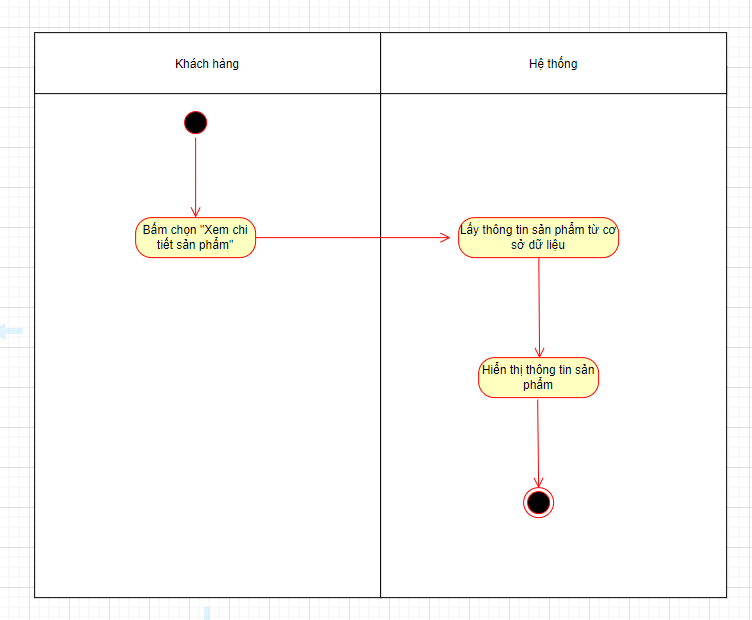 Khách hàng
Hệ thống
Bấm chọn "Xem chi
tiết sản phẩm"
Lấy thông tin sản phẩm từ cơ
sở dữ liệu
Hiển thị thông tin sản
phẩm